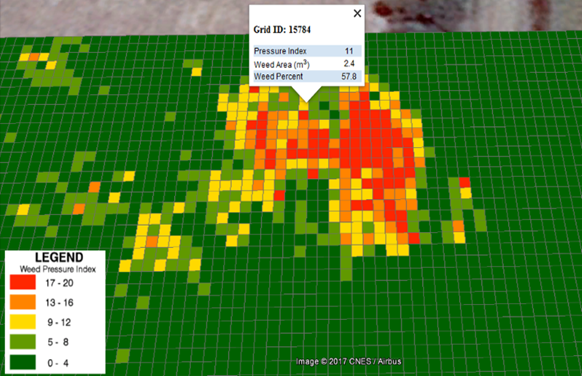 ×
Grid ID: 15784
Pressure Index 11
Weed Area (m³) 2.4
Weed Percent 57.8
LEGEND
Weed Pressure Index
17 - 20
13 - 16
9 - 12
5 - 8
0 - 4
Image © 2017 CNES / Airbus